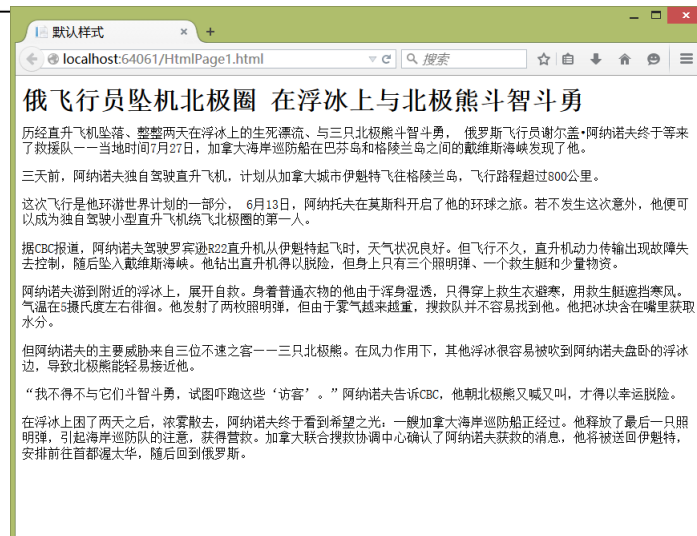 默认样式
localhost:64061/HtmlPage1.html
搜索
俄飞行员坠机北极圈 在浮冰上与北极熊斗智斗勇
历经直升飞机坠落、整整两天在浮冰上的生死漂流、与三只北极熊斗智斗勇， 俄罗斯飞行员谢尔盖•阿纳诺夫终于等来
了救援队——当地时间7月27日，加拿大海岸巡防船在巴芬岛和格陵兰岛之间的戴维斯海峡发现了他。
三天前，阿纳诺夫独自驾驶直升飞机，计划从加拿大城市伊魁特飞往格陵兰岛，飞行路程超过800公里。
这次飞行是他环游世界计划的一部分， 6月13日，阿纳托夫在莫斯科开启了他的环球之旅。若不发生这次意外，他便可
以成为独自驾驶小型直升飞机绕飞北极圈的第一人。
据CBC报道，阿纳诺夫驾驶罗宾逊R22直升机从伊魁特起飞时，天气状况良好。但飞行不久，直升机动力传输出现故障失
去控制，随后坠入戴维斯海峡。他钻出直升机得以脱险，但身上只有三个照明弹、一个救生艇和少量物资。
阿纳诺夫游到附近的浮冰上，展开自救。身着普通衣物的他由于浑身湿透，只得穿上救生衣避寒，用救生艇遮挡寒风。
气温在5摄氏度左右徘徊。他发射了两枚照明弹，但由于雾气越来越重，搜救队并不容易找到他。他把冰块含在嘴里获取
水分。
但阿纳诺夫的主要威胁来自三位不速之客——三只北极熊。在风力作用下，其他浮冰很容易被吹到阿纳诺夫盘卧的浮冰
边，导致北极熊能轻易接近他。
“我不得不与它们斗智斗勇，试图吓跑这些‘访客’。”阿纳诺夫告诉CBC，他朝北极熊又喊又叫，才得以幸运脱险。
在浮冰上困了两天之后，浓雾散去，阿纳诺夫终于看到希望之光：一艘加拿大海岸巡防船正经过。他释放了最后一只照
明弹，引起海岸巡防队的注意，获得营救。加拿大联合搜救协调中心确认了阿纳诺夫获救的消息，他将被送回伊魁特，
安排前往首都渥太华，随后回到俄罗斯。